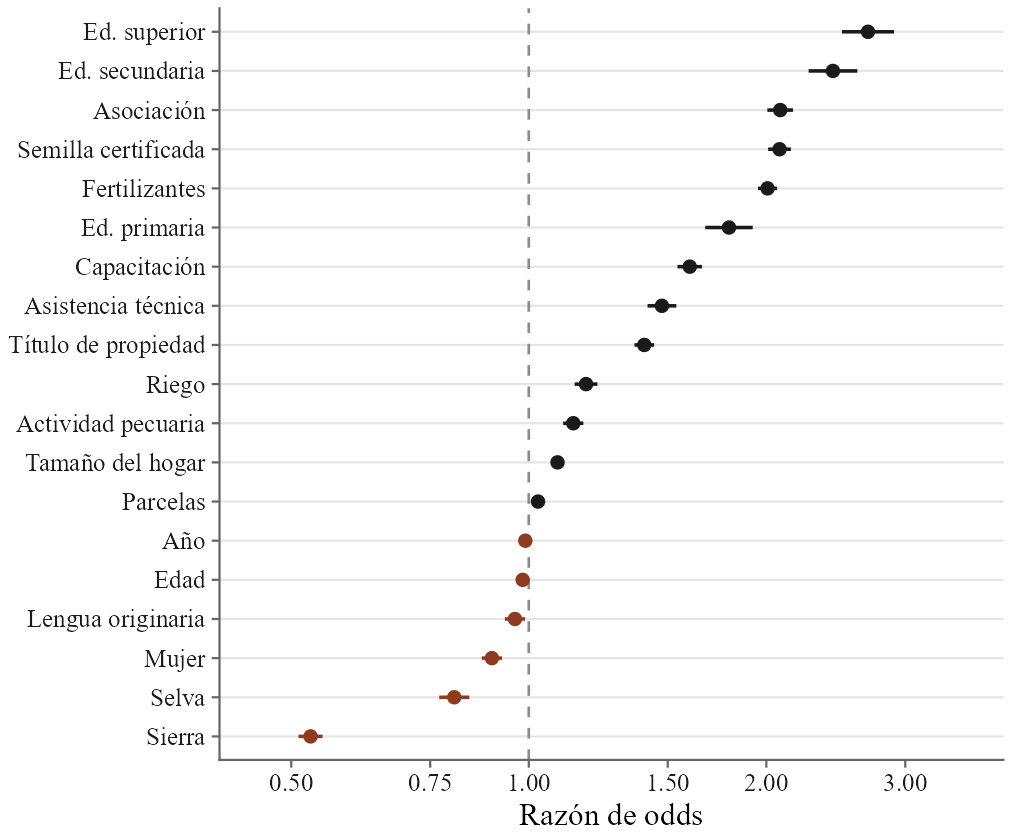 Ed. superior
Ed. secundaria
Asociación
Semilla certificada
Fertilizantes
Ed. primaria
Capacitación
Asistencia técnica
Título de propiedad
Riego
Actividad pecuaria
Tamaño del hogar
Parcelas
Año
Edad
Lengua originaria
Mujer
Selva
Sierra
0.50 0.75 1.00 1.50 2.00 3.00
Razón de odds